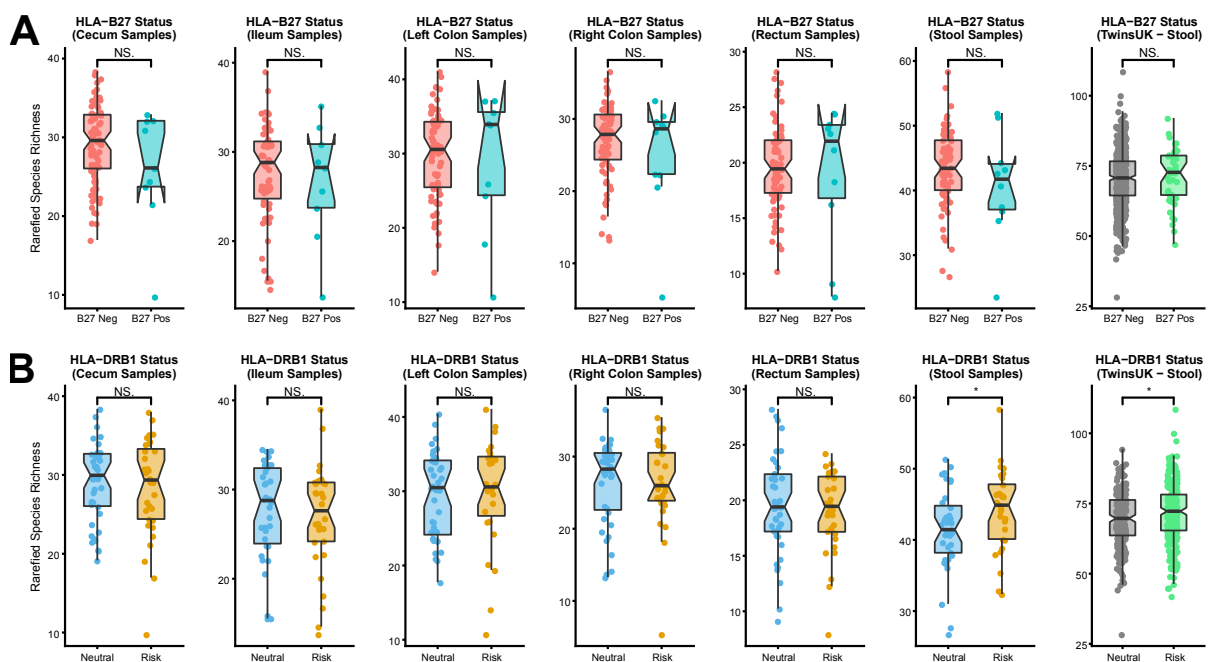 A
HLA−B27 Status
(Cecum Samples)
NS.
Rarefied Species Richness
40
30
20
10
B27 Neg
B27 Pos
HLA−B27 Status
(Ileum Samples)
NS.
40
30
20
B27 Neg
B27 Pos
HLA−B27 Status
(Left Colon Samples)
NS.
40
30
20
10
B27 Neg
B27 Pos
HLA−B27 Status
(Right Colon Samples)
NS.
30
20
10
B27 Neg
B27 Pos
HLA−B27 Status
(Rectum Samples)
NS.
30
25
20
15
10
B27 Neg
B27 Pos
HLA−B27 Status
(Stool Samples)
NS.
60
50
40
30
B27 Neg
B27 Pos
HLA−B27 Status
(TwinsUK − Stool)
NS.
100
75
50
25
B27 Neg
B27 Pos
B
HLA−DRB1 Status
(Cecum Samples)
NS.
Rarefied Species Richness
40
30
20
10
Neutral
Risk
HLA−DRB1 Status
(Ileum Samples)
NS.
40
30
20
Neutral
Risk
HLA−DRB1 Status
(Left Colon Samples)
NS.
40
30
20
10
Neutral
Risk
HLA−DRB1 Status
(Right Colon Samples)
NS.
30
20
10
Neutral
Risk
HLA−DRB1 Status
(Rectum Samples)
NS.
30
25
20
15
10
Neutral
Risk
HLA−DRB1 Status
(Stool Samples)
*
60
50
40
30
Neutral
Risk
HLA−DRB1 Status
(TwinsUK − Stool)
*
100
75
50
25
Neutral
Risk